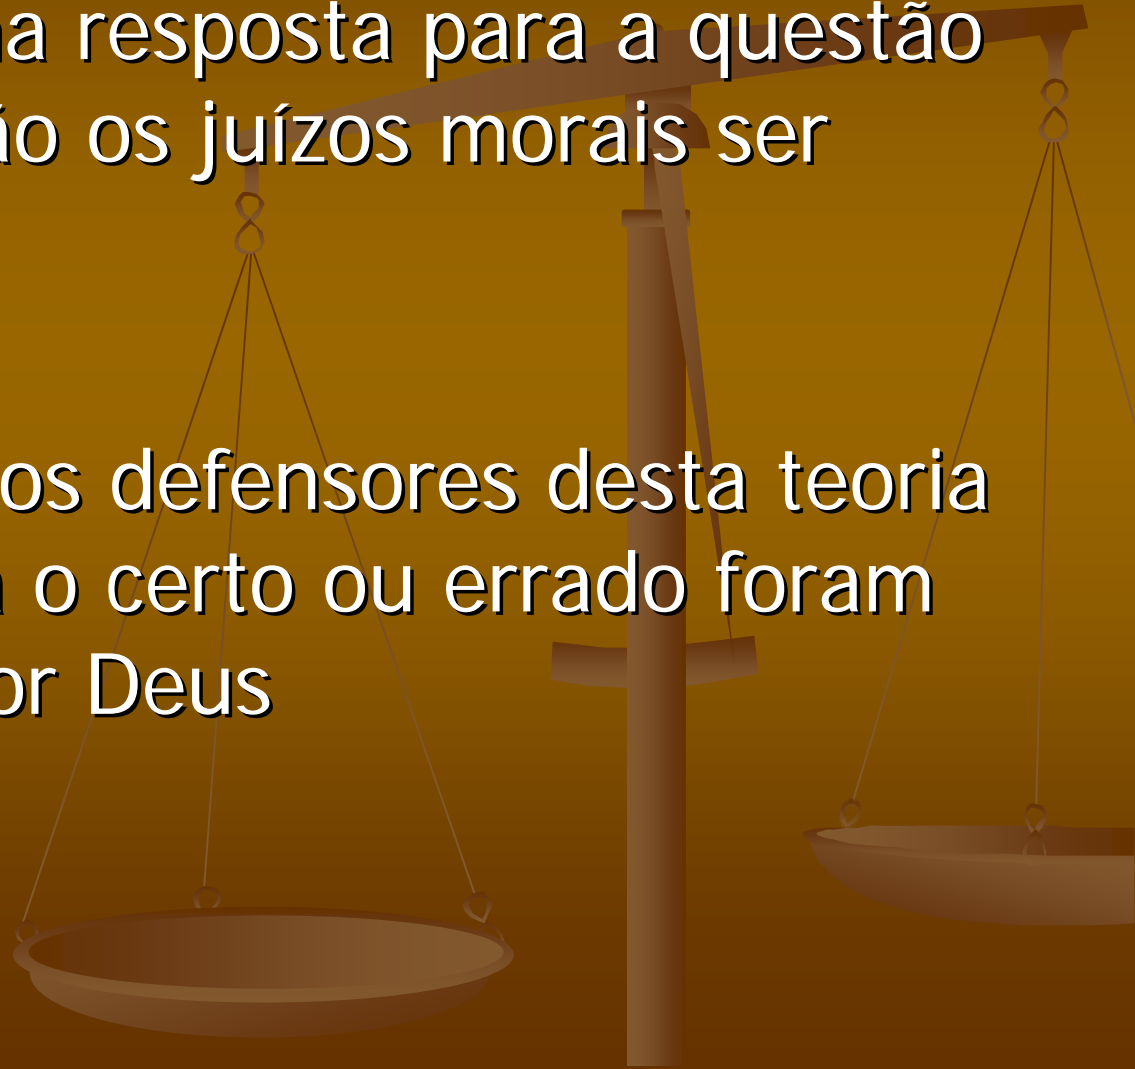 a resposta para a questão
ão os juízos morais ser
os defensores desta teoria
o certo ou errado foram
or Deus